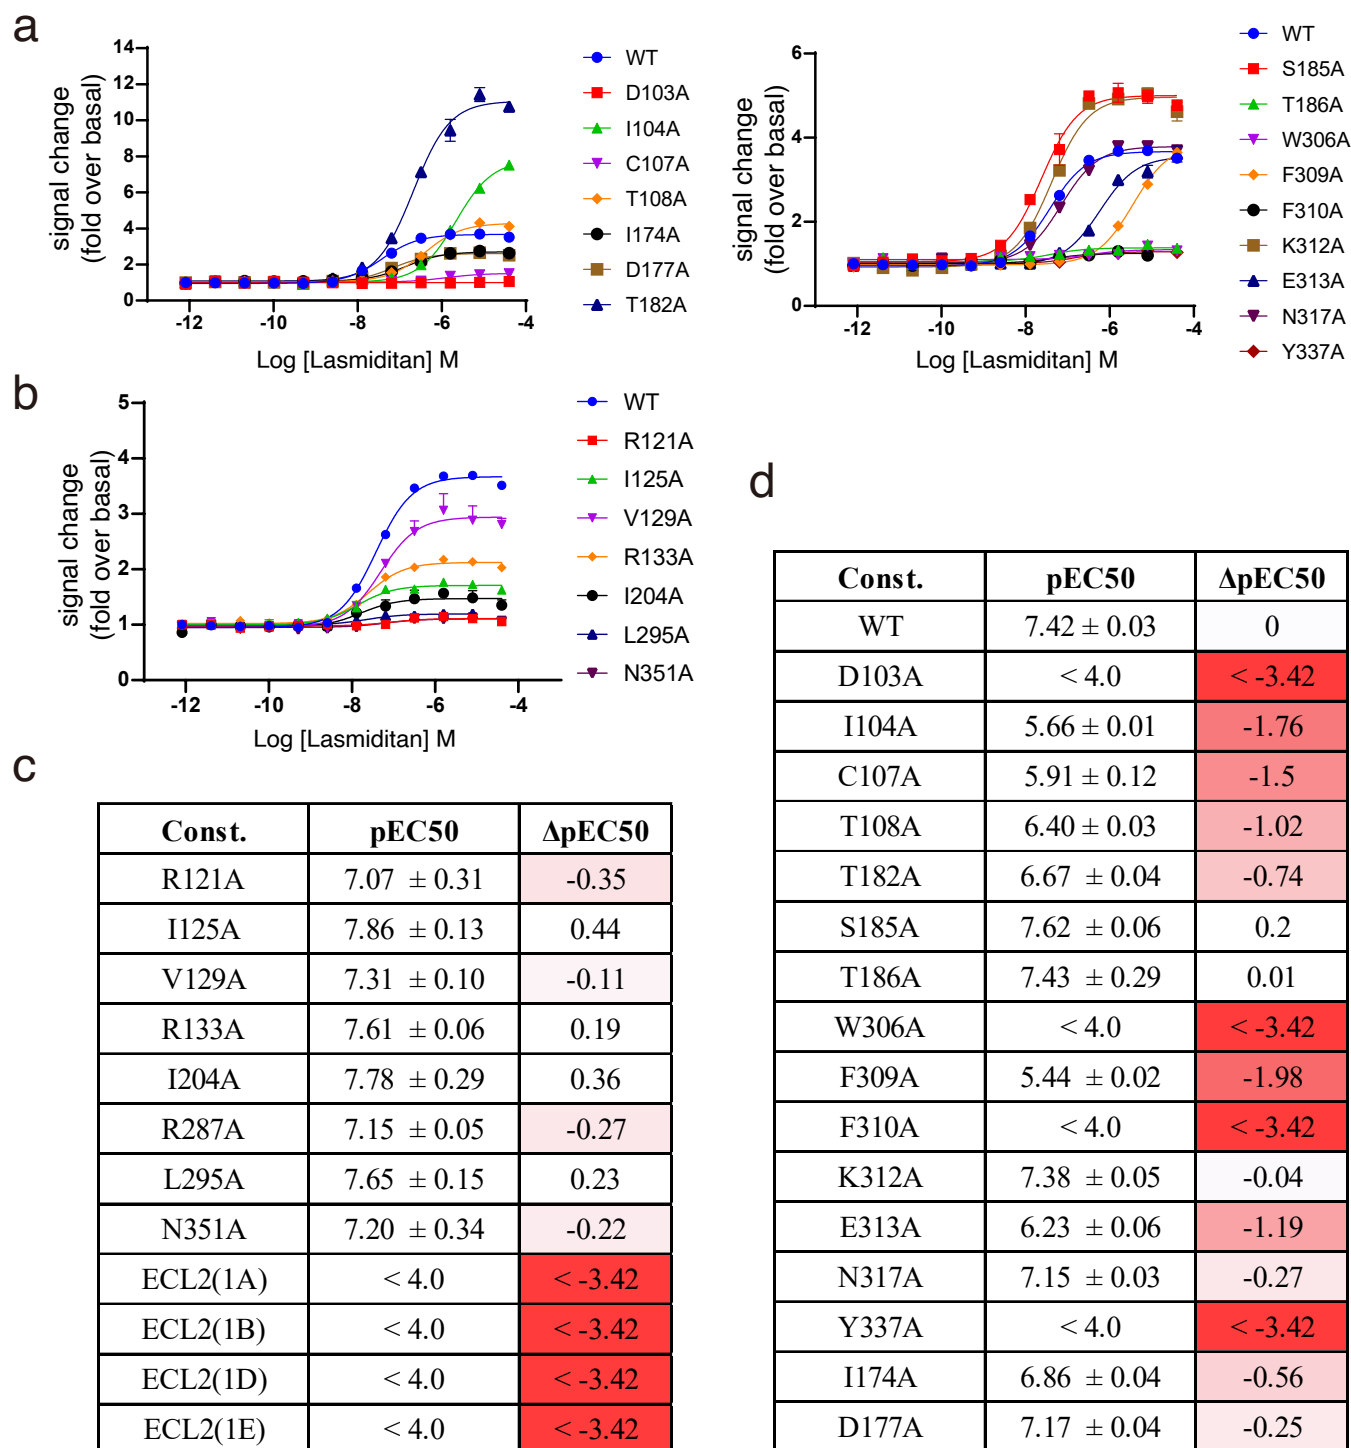 a
signal change
(fold over basal)
14
12
10
8
6
4
2
0
-12
-10
-8
-6
-4
Log [Lasmiditan] M
WT
D103A
I104A
C107A
T108A
I174A
D177A
T182A
signal change
(fold over basal)
6
4
2
0
-12
-10
-8
-6
-4
Log [Lasmiditan] M
WT
S185A
T186A
W306A
F309A
F310A
K312A
E313A
N317A
Y337A
b
signal change
(fold over basal)
5
4
3
2
1
0
-12
-10
-8
-6
-4
Log [Lasmiditan] M
WT
R121A
I125A
V129A
R133A
I204A
L295A
N351A
c
Const. pEC50 ΔpEC50
R121A 7.07 ± 0.31 -0.35
I125A 7.86 ± 0.13 0.44
V129A 7.31 ± 0.10 -0.11
R133A 7.61 ± 0.06 0.19
I204A 7.78 ± 0.29 0.36
R287A 7.15 ± 0.05 -0.27
L295A 7.65 ± 0.15 0.23
N351A 7.20 ± 0.34 -0.22
ECL2(1A) < 4.0 < -3.42
ECL2(1B) < 4.0 < -3.42
ECL2(1D) < 4.0 < -3.42
ECL2(1E) < 4.0 < -3.42
d
Const. pEC50 ΔpEC50
WT 7.42 ± 0.03 0
D103A < 4.0 < -3.42
I104A 5.66 ± 0.01 -1.76
C107A 5.91 ± 0.12 -1.5
T108A 6.40 ± 0.03 -1.02
T182A 6.67 ± 0.04 -0.74
S185A 7.62 ± 0.06 0.2
T186A 7.43 ± 0.29 0.01
W306A < 4.0 < -3.42
F309A 5.44 ± 0.02 -1.98
F310A < 4.0 < -3.42
K312A 7.38 ± 0.05 -0.04
E313A 6.23 ± 0.06 -1.19
N317A 7.15 ± 0.03 -0.27
Y337A < 4.0 < -3.42
I174A 6.86 ± 0.04 -0.56
D177A 7.17 ± 0.04 -0.25